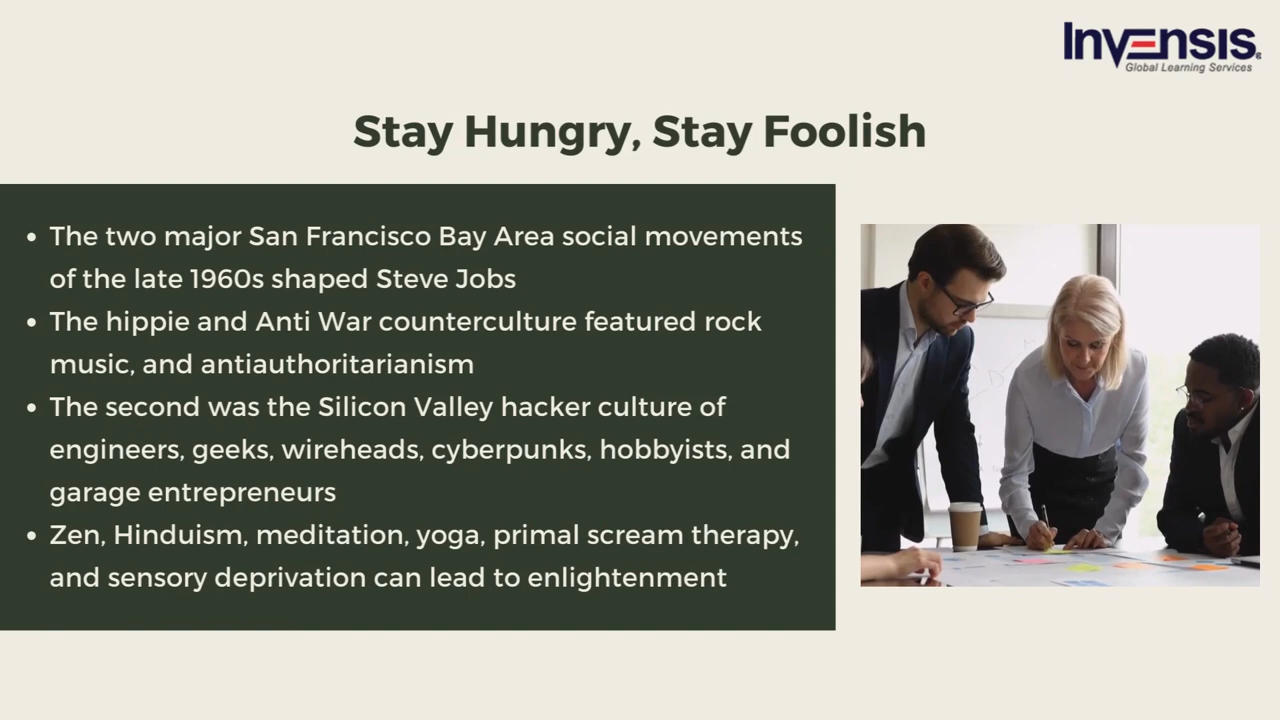 Invensis
Global Learning Services
Stay Hungry, Stay Foolish
• The two major San Francisco Bay Area social movements
of the late 1960s shaped Steve Jobs
• The hippie and Anti War counterculture featured rock
music, and antiauthoritarianism
• The second was the Silicon Valley hacker culture of
engineers, geeks, wireheads, cyberpunks, hobbyists, and
garage entrepreneurs
• Zen, Hinduism, meditation, yoga, primal scream therapy,
and sensory deprivation can lead to enlightenment